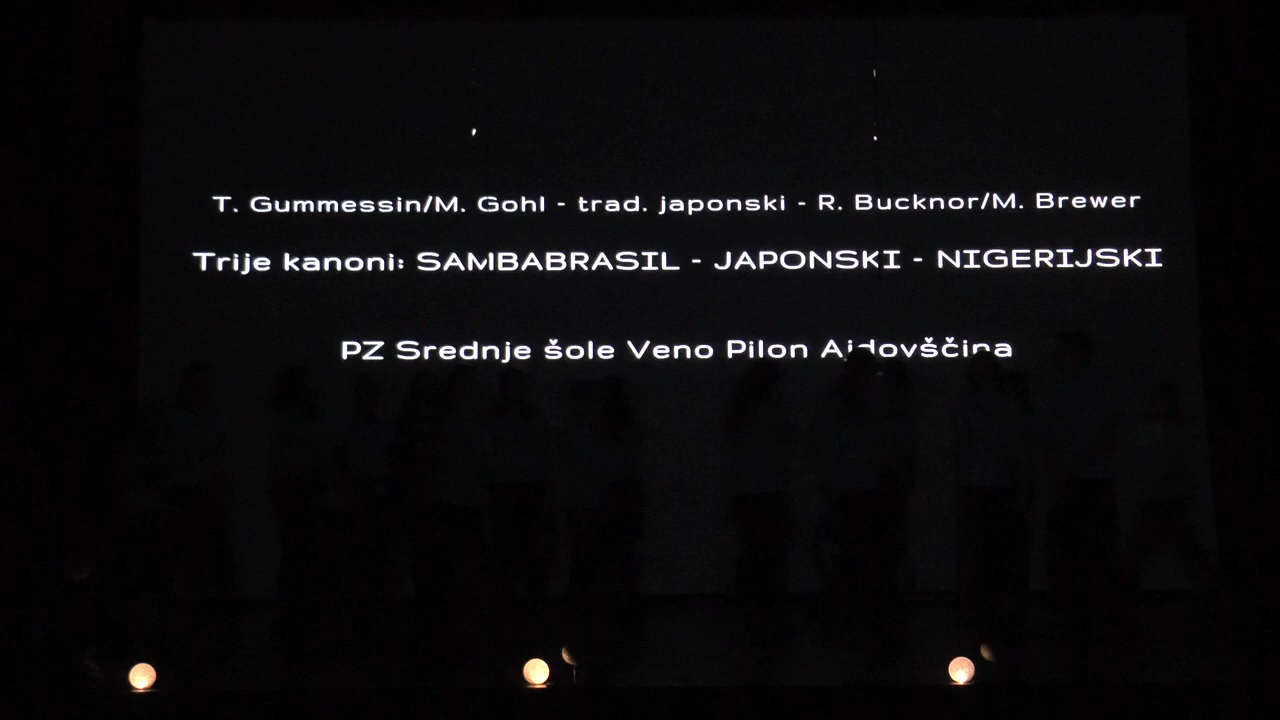 T. Gummessin/M. Gohl - trad. japonski - R. Bucknor/M. Brewer
Trije kanoni: SAMBABRASIL - JAPONSKI - NIGERIJSKI
PZ Srednje šole Veno Pilon Ajdovščina